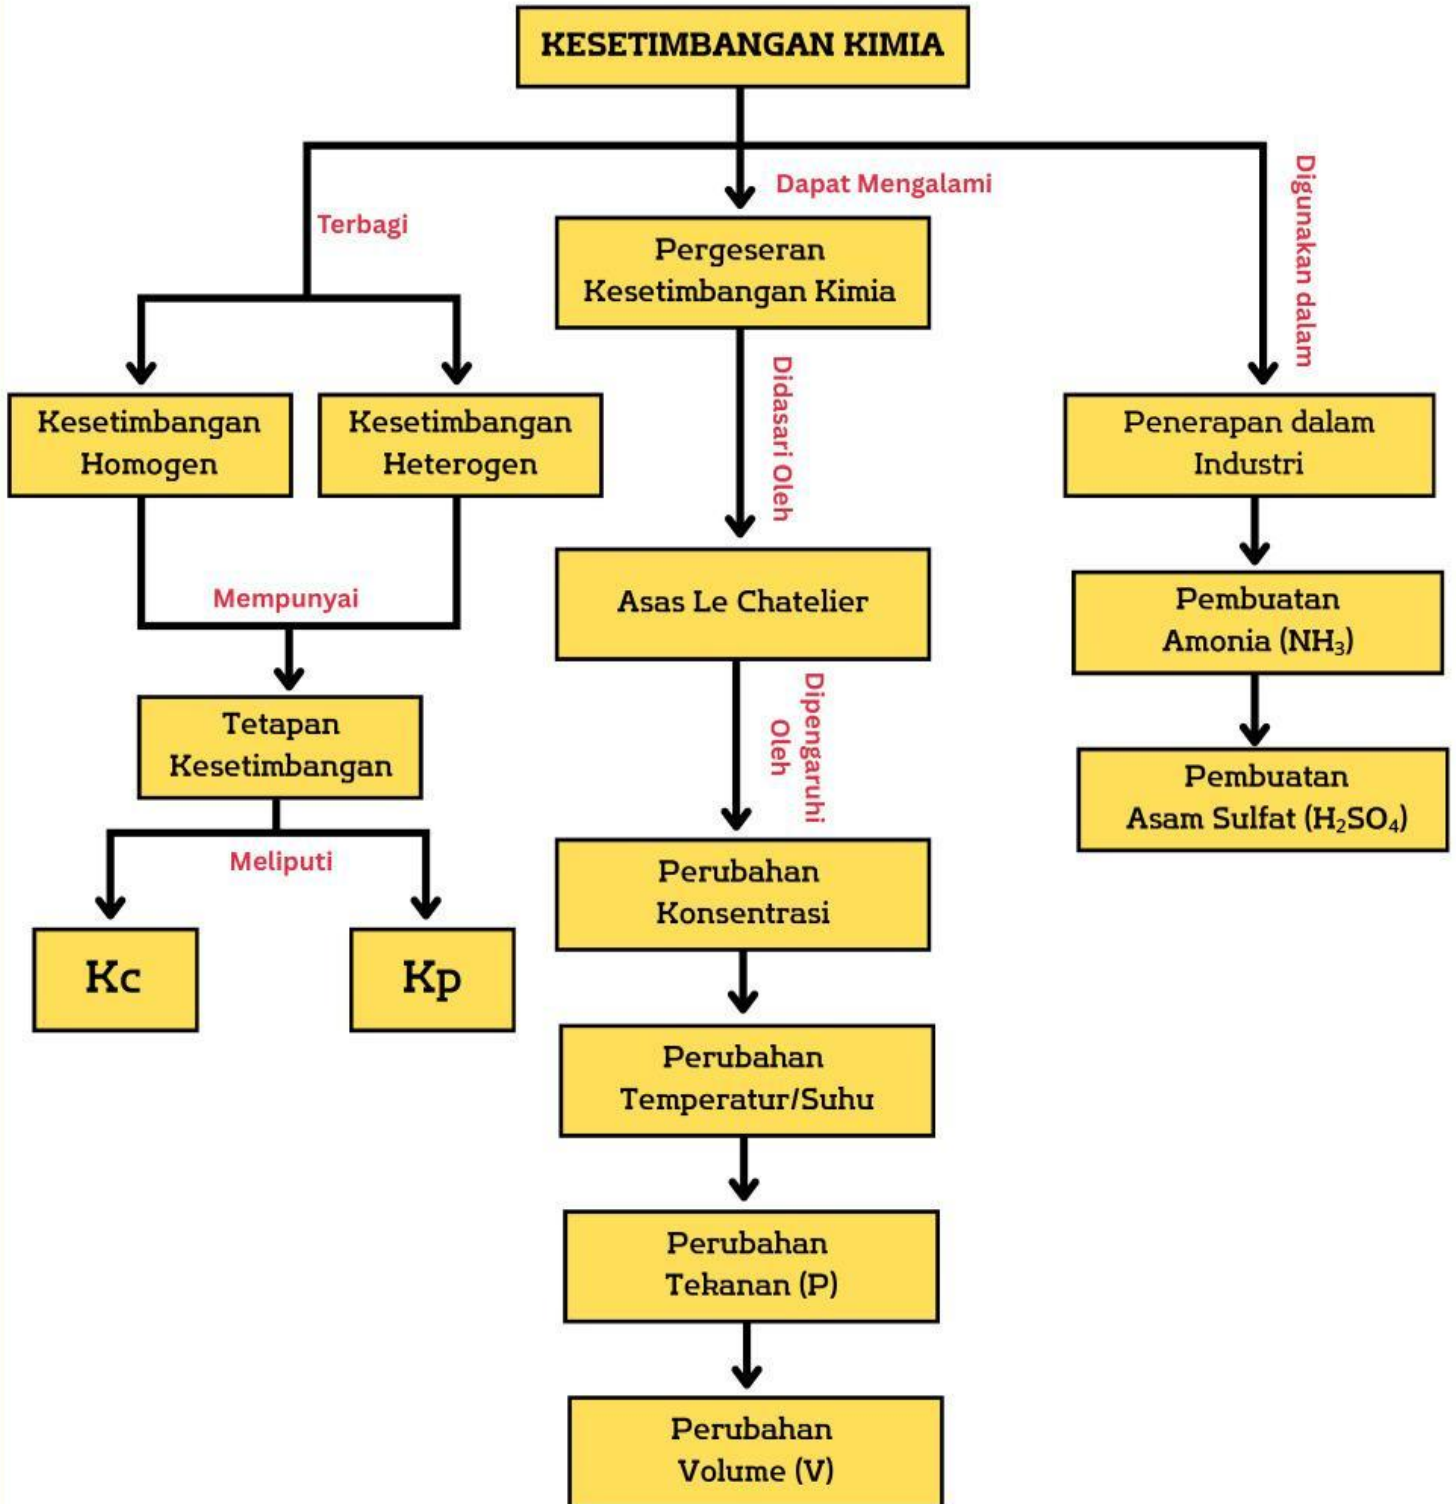 KESETIMBANGAN KIMIA
Terbagi
Dapat Mengalami
Digunakan dalam
Pergeseran
Kesetimbangan Kimia
Kesetimbangan
Homogen
Kesetimbangan
Heterogen
Didasari Oleh
Penerapan dalam
Industri
Mempunyai
Asas Le Chatelier
Pembuatan
Amonia (NH₃)
Tetapan
Kesetimbangan
Dipengaruhi
Oleh
Pembuatan
Asam Sulfat (H₂SO₄)
Meliputi
Kc
Kp
Perubahan
Konsentrasi
Perubahan
Temperatur/Suhu
Perubahan
Tekanan (P)
Perubahan
Volume (V)